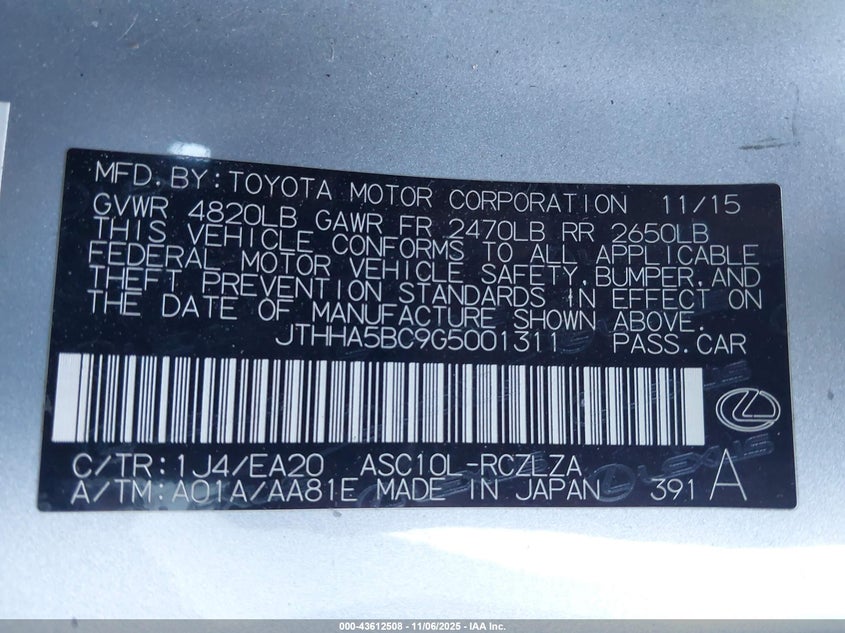 MFD. BY: TOYOTA MOTOR CORPORATION 11/15
GVWR 4820LB GAWR FR 2470LB RR 2650LB
THIS VEHICLE CONFORMS TO ALL APPLICABLE
FEDERAL MOTOR VEHICLE SAFETY, BUMPER, AND
THEFT PREVENTION STANDARDS IN EFFECT ON
THE DATE OF MANUFACTURE SHOWN ABOVE.
JTHHA5BC9G5001311 PASS. CAR
C/TR: 1J4/EA20 ASC10L-RCZLZA
A/TM: A01A/AA81E MADE IN JAPAN 391 A
LEXUS
000-43612508 - 11/06/2025 - IAA Inc.